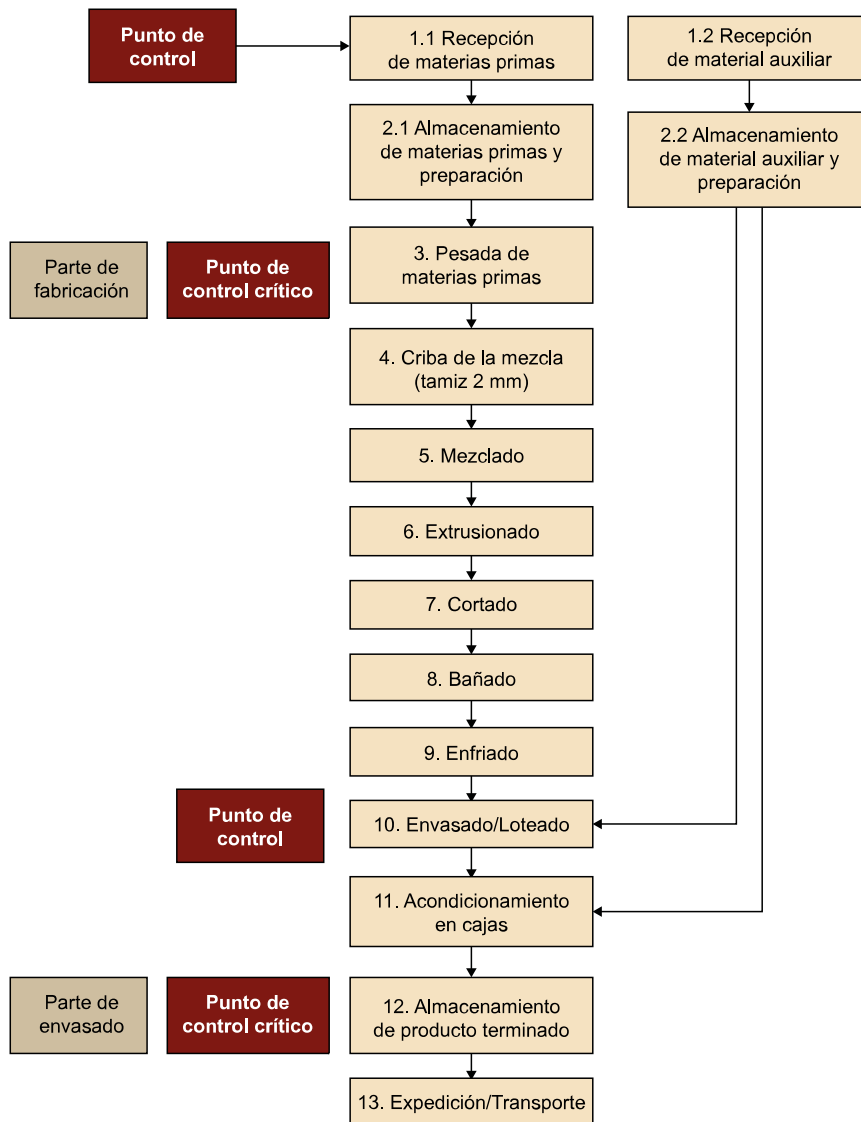 Punto de
control
1.1 Recepción
de materias primas
1.2 Recepción
de material auxiliar
2.1 Almacenamiento
de materias primas y
preparación
2.2 Almacenamiento
de material auxiliar y
preparación
Parte de
fabricación
Punto de
control crítico
3. Pesada de
materias primas
4. Criba de la mezcla
(tamiz 2 mm)
5. Mezclado
6. Extrusionado
7. Cortado
8. Bañado
9. Enfriado
Punto de
control
10. Envasado/Loteado
11. Acondicionamiento
en cajas
Parte de
envasado
Punto de
control crítico
12. Almacenamiento
de producto terminado
13. Expedición/Transporte